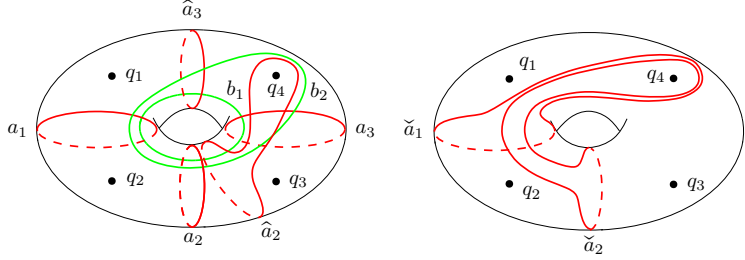 â₃
q₁
b₁
q₄
b₂
a₁
a₃
q₂
q₃
a₂
â₂
q₁
q₄
ǎ₁
q₂
q₃
ǎ₂